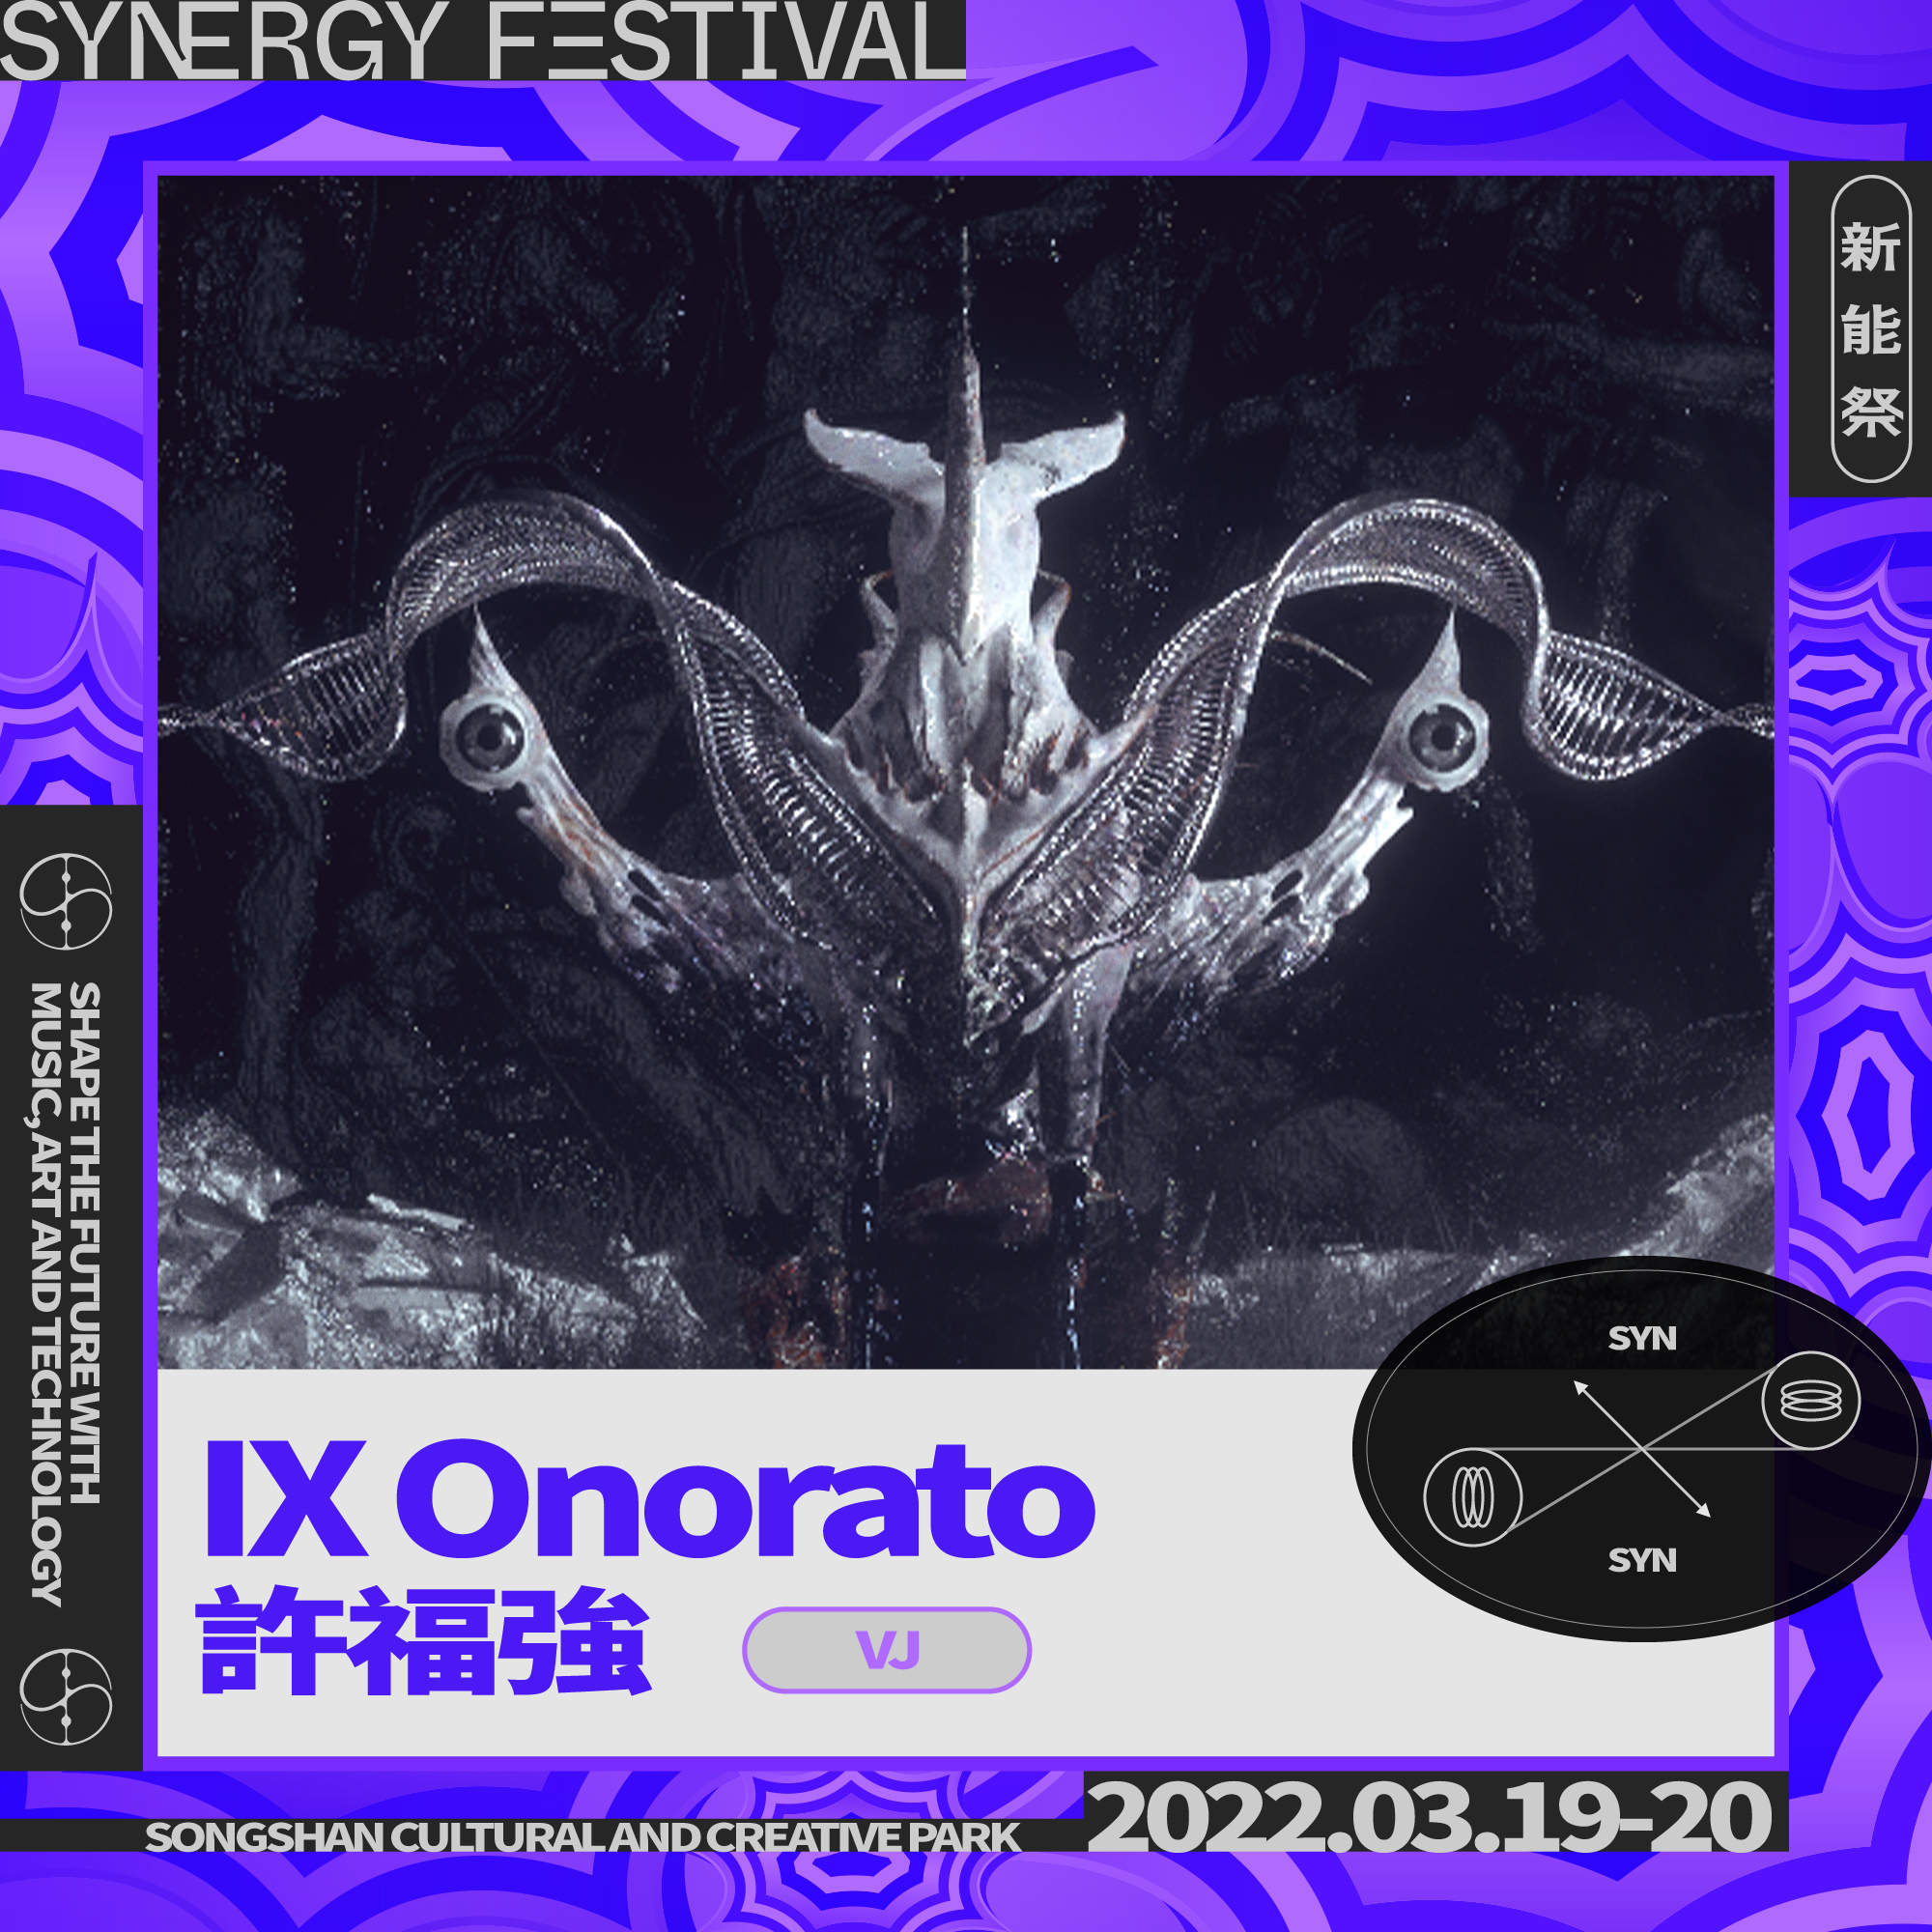 SYNERGY FESTIVAL
新能祭
SHAPE THE FUTURE WITH
MUSIC,ART AND TECHNOLOGY
SYN
SYN
IX Onorato
許福強
VJ
2022.03.19-20
SONGSHAN CULTURAL AND CREATIVE PARK